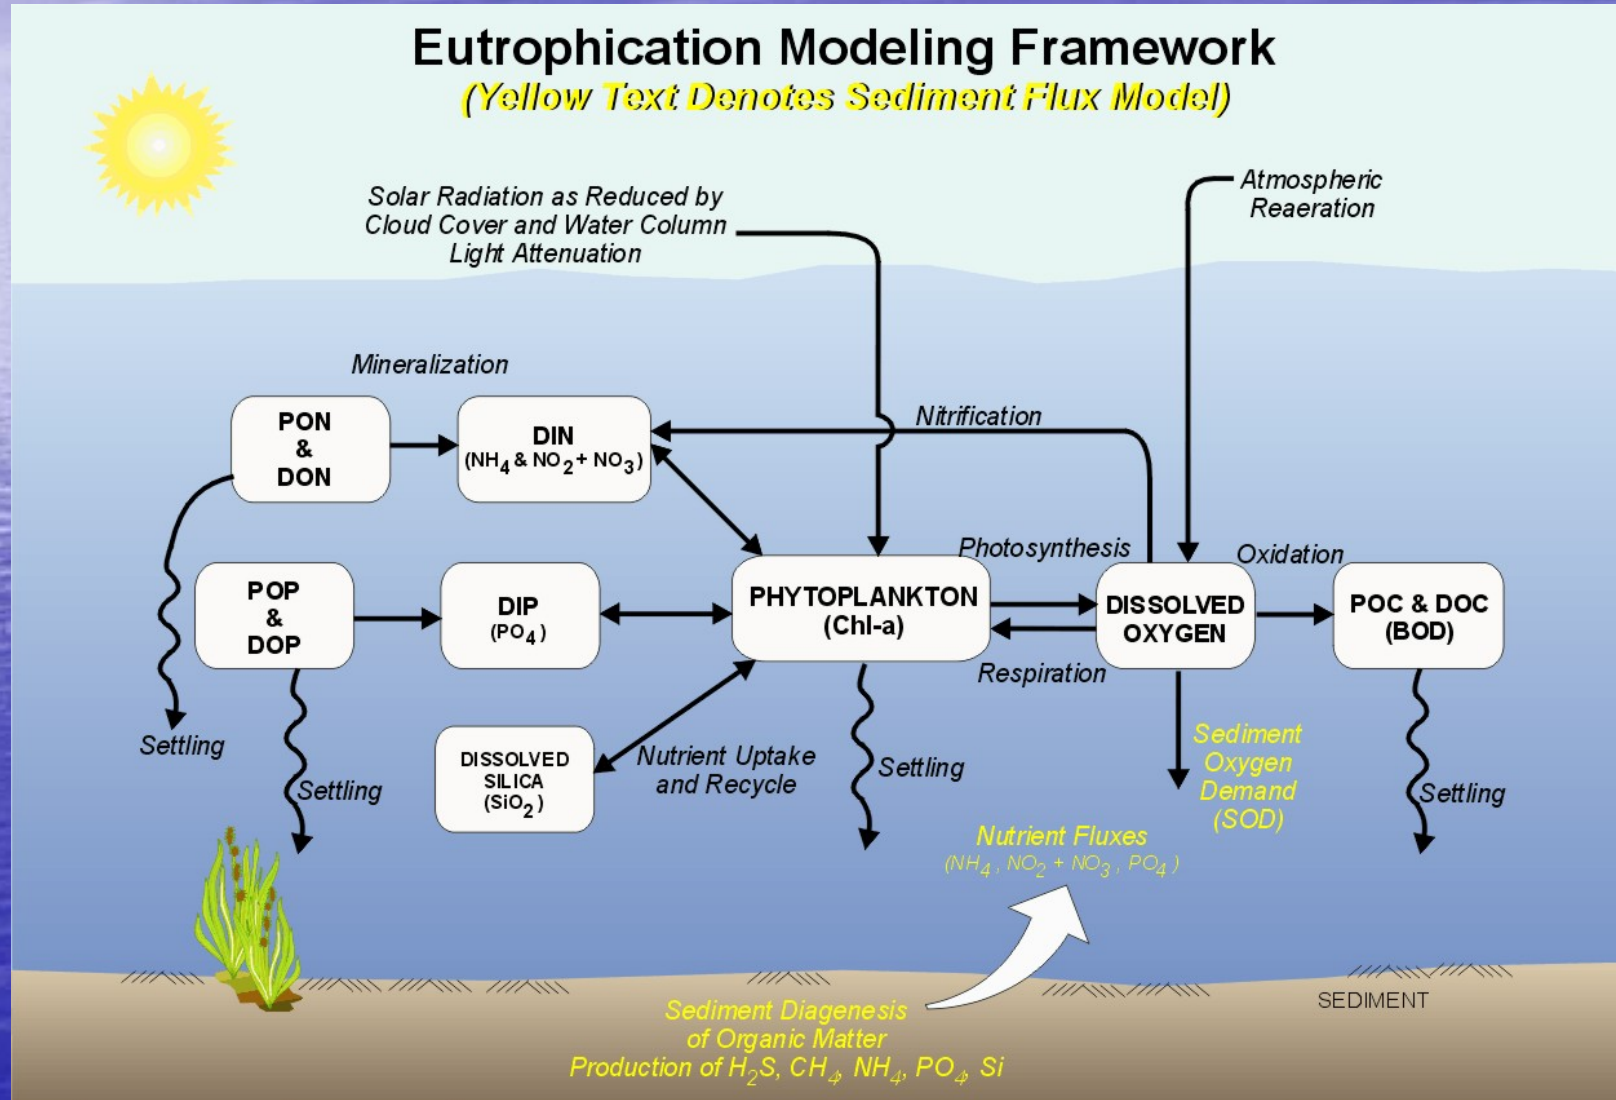 Eutrophication Modeling Framework
(Yellow Text Denotes Sediment Flux Model)
Solar Radiation as Reduced by
Cloud Cover and Water Column
Light Attenuation
Atmospheric
Reaeration
Mineralization
PON
&
DON
DIN
(NH4 & NO2 + NO3)
Nitrification
POP
&
DOP
DIP
(PO4)
PHYTOPLANKTON
(Chl-a)
Photosynthesis
Respiration
DISSOLVED
OXYGEN
Oxidation
POC & DOC
(BOD)
Settling
Settling
DISSOLVED
SILICA
(SiO2)
Nutrient Uptake
and Recycle
Settling
Sediment
Oxygen
Demand
(SOD)
Settling
Nutrient Fluxes
(NH4, NO2 + NO3, PO4)
SEDIMENT
Sediment Diagenesis
of Organic Matter
Production of H2S, CH4, NH4, PO4, Si